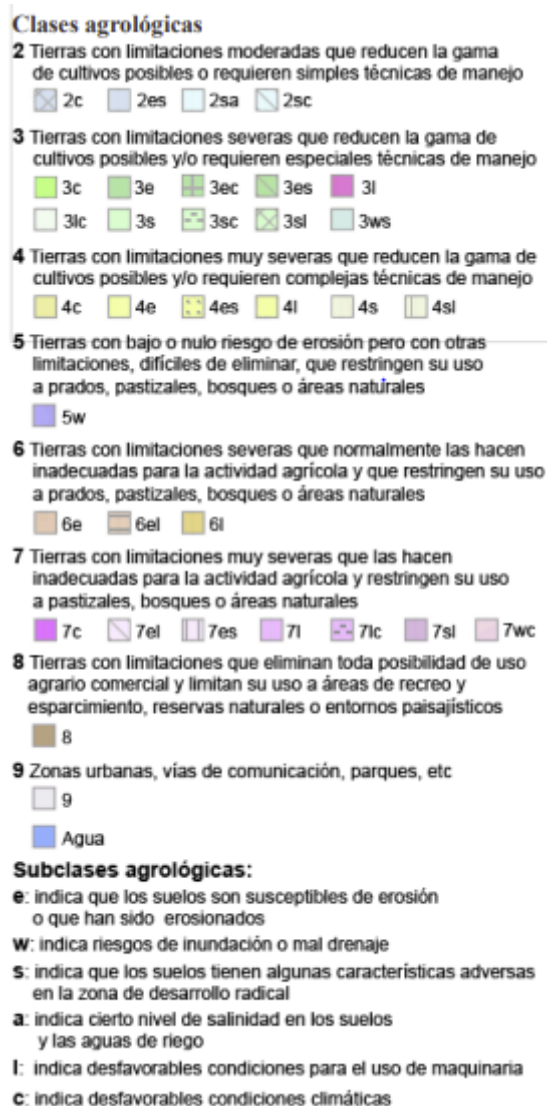 Clases agrológicas
2 Tierras con limitaciones moderadas que reducen la gama
de cultivos posibles o requieren simples técnicas de manejo
2c 2es 2sa 2sc
3 Tierras con limitaciones severas que reducen la gama de
cultivos posibles y/o requieren especiales técnicas de manejo
3c 3e 3ec 3es 3l
3lc 3s 3sc 3sl 3ws
4 Tierras con limitaciones muy severas que reducen la gama de
cultivos posibles y/o requieren complejas técnicas de manejo
4c 4e 4es 4l 4s 4sl
5 Tierras con bajo o nulo riesgo de erosión pero con otras
limitaciones, difíciles de eliminar, que restringen su uso
a prados, pastizales, bosques o áreas naturales
5w
6 Tierras con limitaciones severas que normalmente las hacen
inadecuadas para la actividad agrícola y que restringen su uso
a prados, pastizales, bosques o áreas naturales
6e 6el 6l
7 Tierras con limitaciones muy severas que las hacen
inadecuadas para la actividad agrícola y restringen su uso
a pastizales, bosques o áreas naturales
7c 7el 7es 7l 7lc 7sl 7wc
8 Tierras con limitaciones que eliminan toda posibilidad de uso
agrario comercial y limitan su uso a áreas de recreo y
esparcimiento, reservas naturales o entornos paisajísticos
8
9 Zonas urbanas, vías de comunicación, parques, etc
9
Agua
Subclases agrológicas:
e: indica que los suelos son susceptibles de erosión
o que han sido erosionados
w: indica riesgos de inundación o mal drenaje
s: indica que los suelos tienen algunas características adversas
en la zona de desarrollo radical
a: indica cierto nivel de salinidad en los suelos
y las aguas de riego
l: indica desfavorables condiciones para el uso de maquinaria
c: indica desfavorables condiciones climáticas